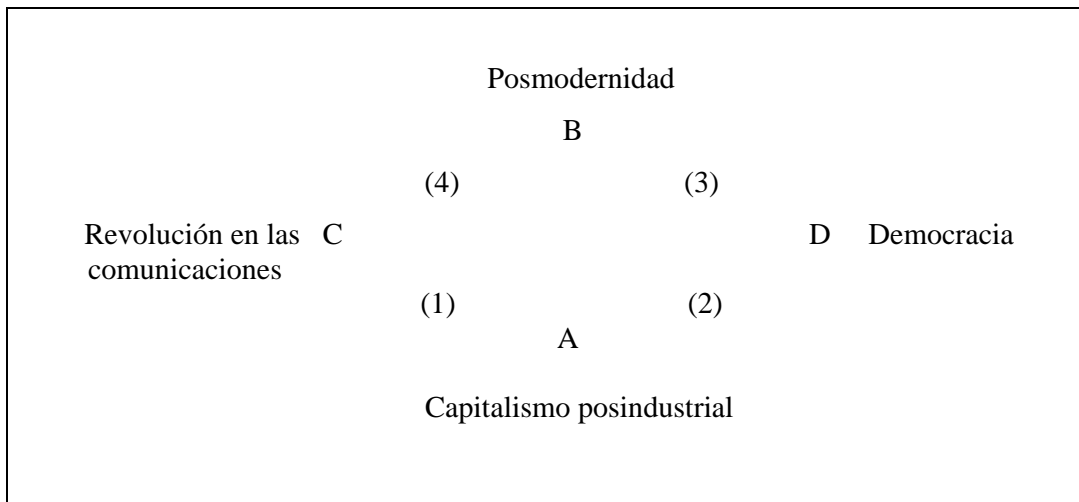 Posmodernidad
B
(4) (3)
Revolución en las C D Democracia
comunicaciones
(1) (2)
A
Capitalismo posindustrial